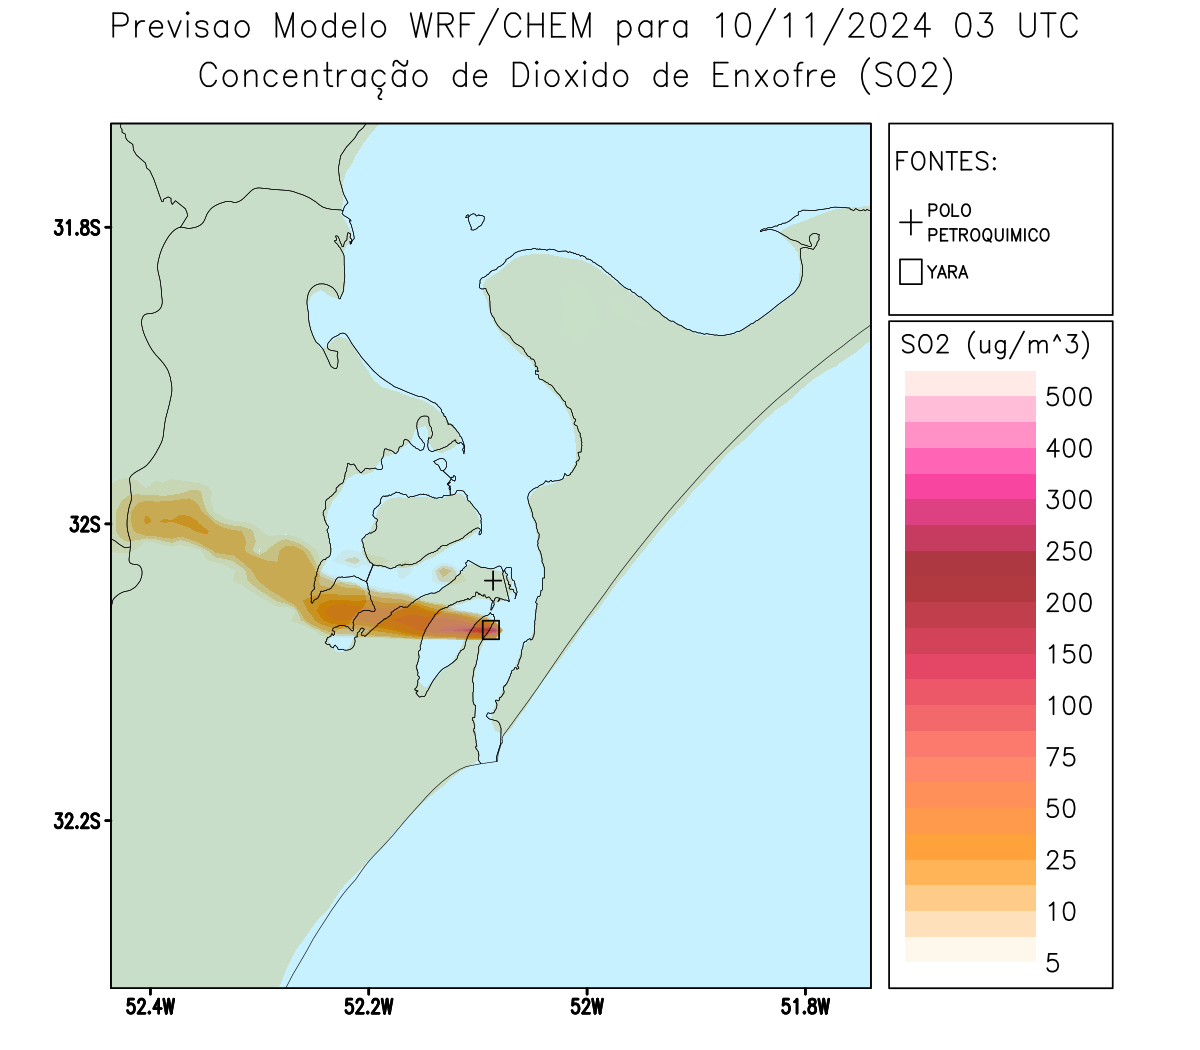 Previsao Modelo WRF/CHEM para 10/11/2024 03 UTC
Concentração de Dioxido de Enxofre (SO2)
FONTES:
POLO
PETROQUIMICO
YARA
SO2 (ug/m^3)
500
400
300
250
200
150
100
75
50
25
10
5
31.8S
32S
32.2S
52.4W
52.2W
52W
51.8W